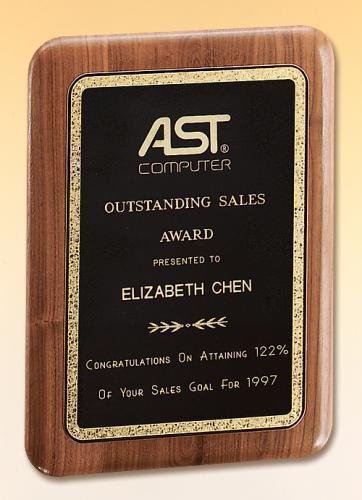 AST®
COMPUTER
OUTSTANDING SALES
AWARD
PRESENTED TO
ELIZABETH CHEN
CONGRATULATIONS ON ATTAINING 122%
OF YOUR SALES GOAL FOR 1997